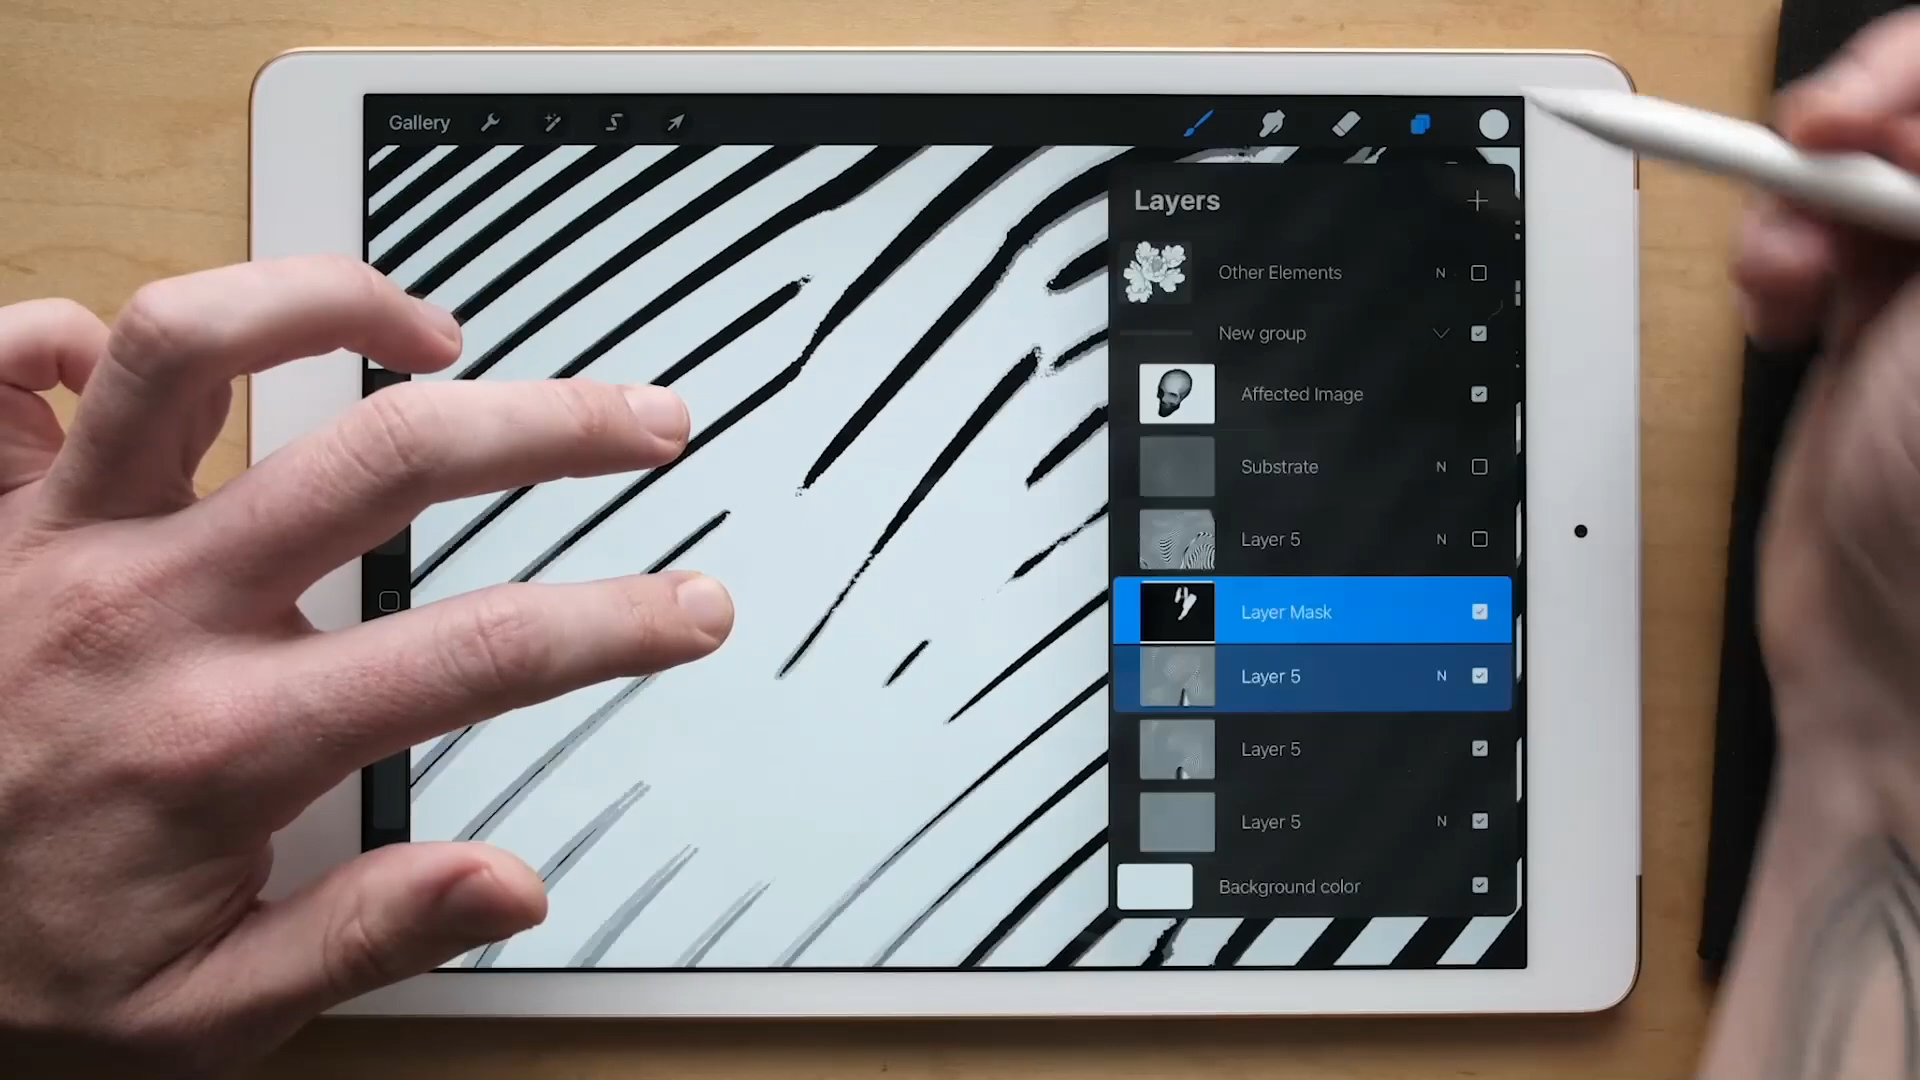 Gallery
Layers
Other Elements N
New group
Affected Image
Substrate N
Layer 5 N
Layer Mask
Layer 5 N
Layer 5
Layer 5 N
Background color